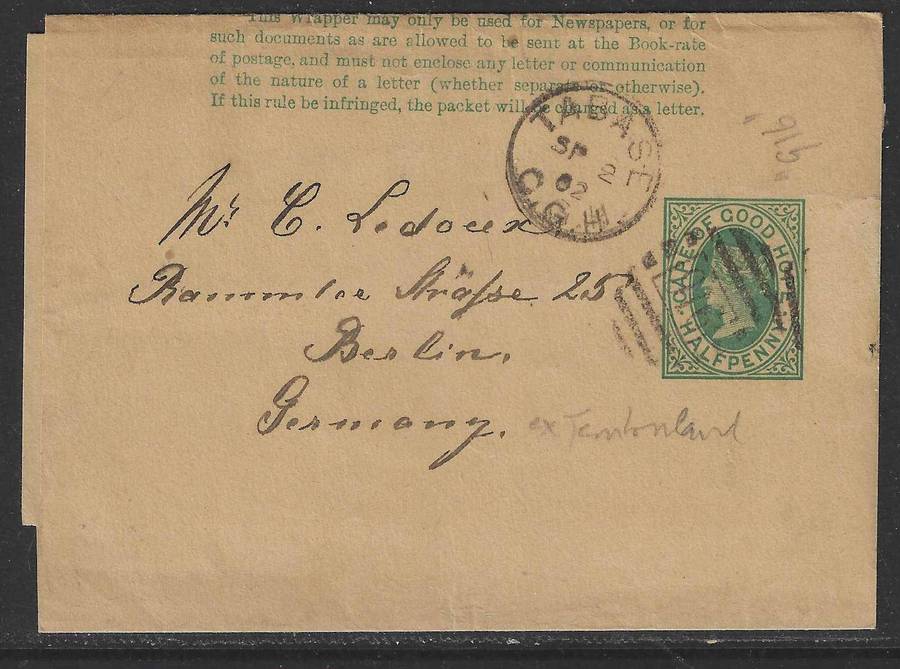 This Wrapper may only be used for Newspapers, or for
such documents as are allowed to be sent at the Book-rate
of postage, and must not enclose any letter or communication
of the nature of a letter (whether separate or otherwise).
If this rule be infringed, the packet will be charged as a letter.
TABASE
SP 2
02
C.G.H
916
CAPE OF GOOD HOPE
HALFPENNY
Mr C. Ledoux
Rammler Straße 25
Berlin,
Germany.
ex Tembuland